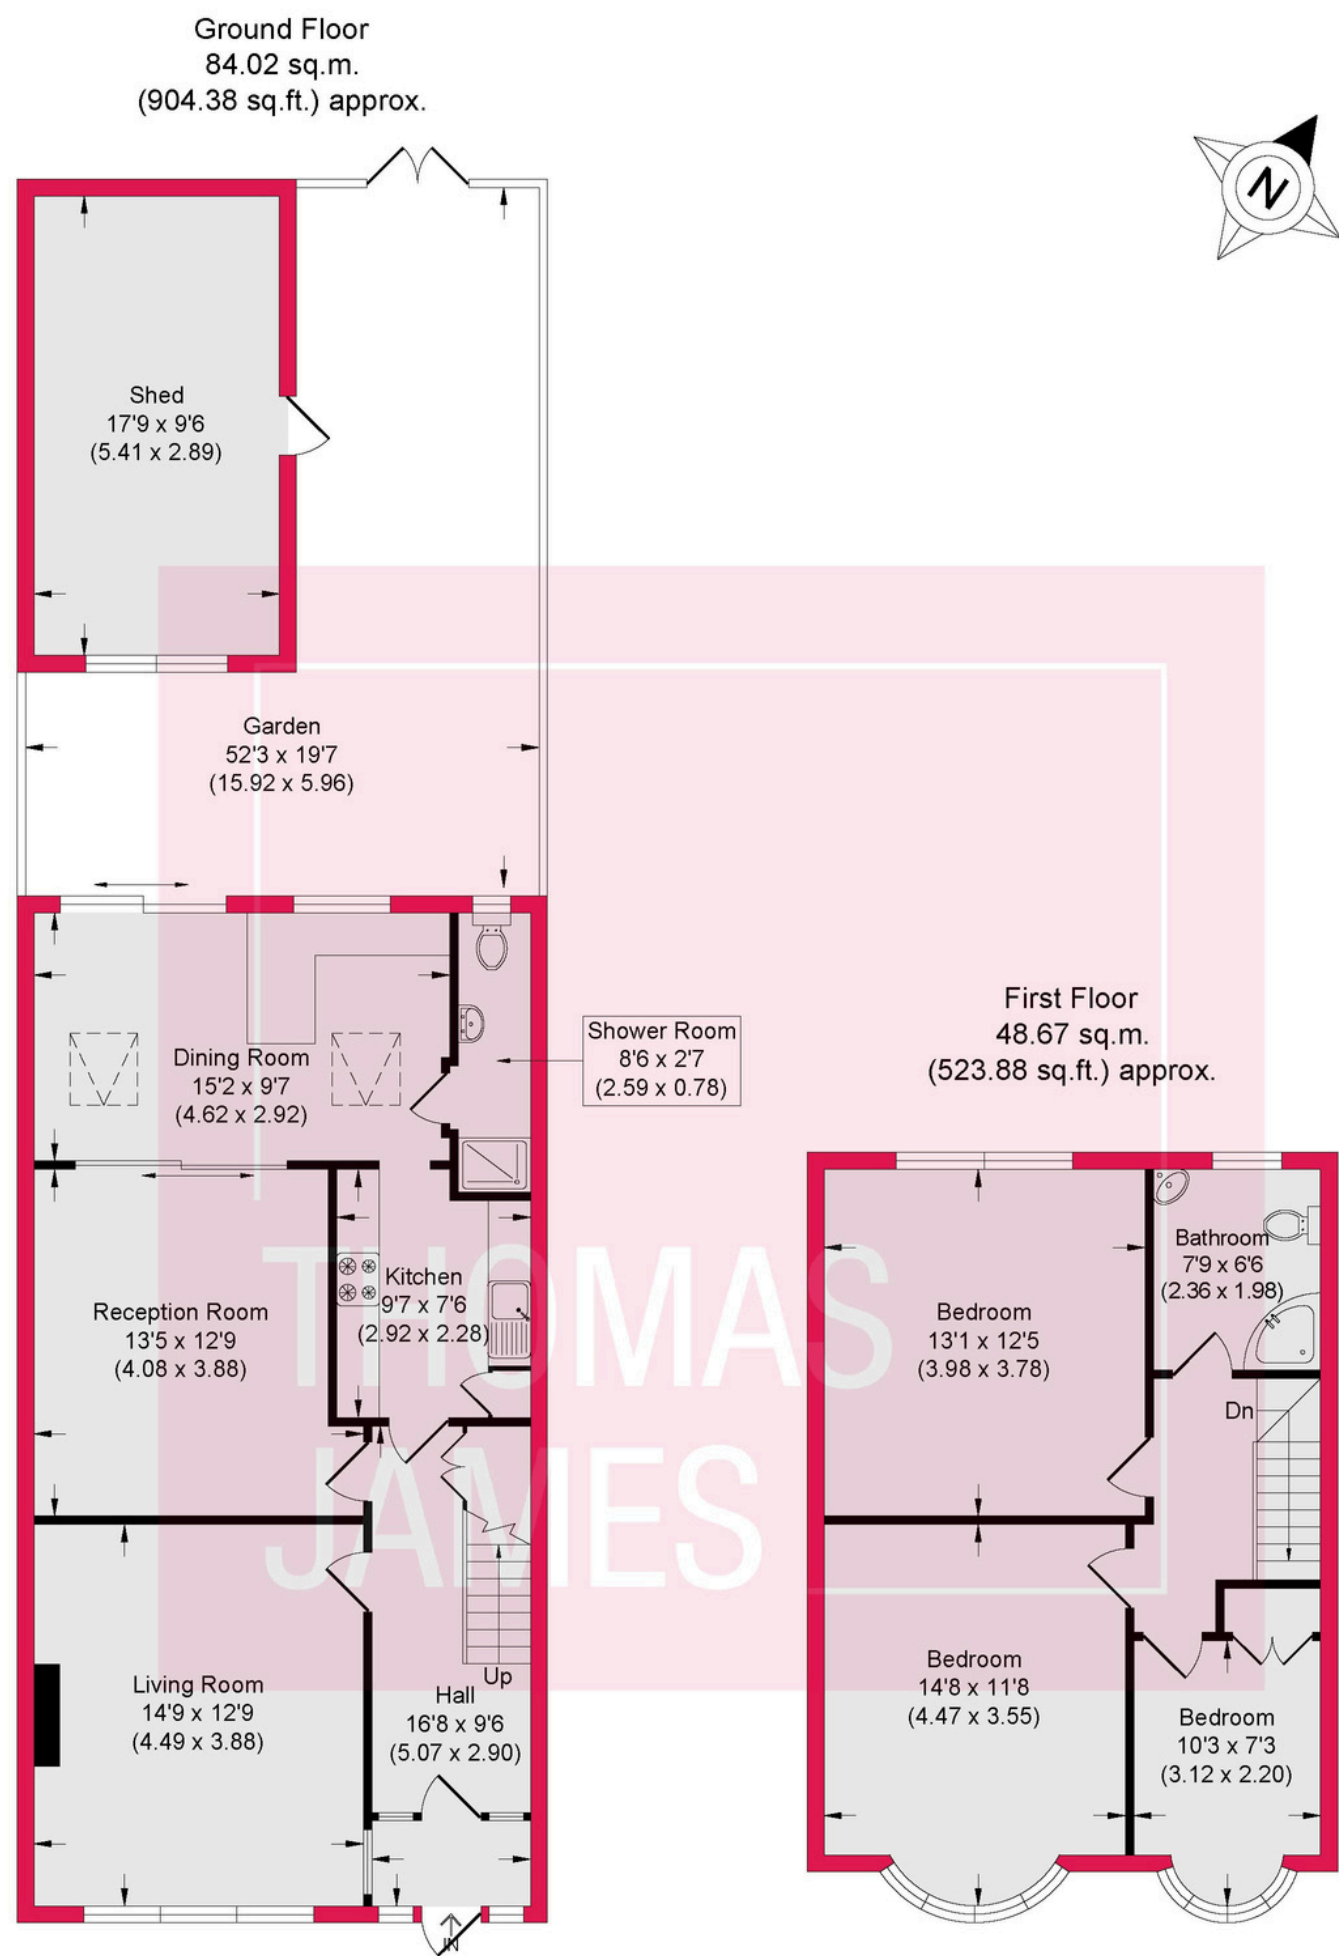 Ground Floor
84.02 sq.m.
(904.38 sq.ft.) approx.
N
Shed
17'9 x 9'6
(5.41 x 2.89)
Garden
52'3 x 19'7
(15.92 x 5.96)
Dining Room
15'2 x 9'7
(4.62 x 2.92)
Shower Room
8'6 x 2'7
(2.59 x 0.78)
Kitchen
9'7 x 7'6
(2.92 x 2.28)
Reception Room
13'5 x 12'9
(4.08 x 3.88)
THOMAS
JAMES
Up
Living Room
14'9 x 12'9
(4.49 x 3.88)
Hall
16'8 x 9'6
(5.07 x 2.90)
IN
First Floor
48.67 sq.m.
(523.88 sq.ft.) approx.
Bathroom
7'9 x 6'6
(2.36 x 1.98)
Bedroom
13'1 x 12'5
(3.98 x 3.78)
Dn
Bedroom
14'8 x 11'8
(4.47 x 3.55)
Bedroom
10'3 x 7'3
(3.12 x 2.20)